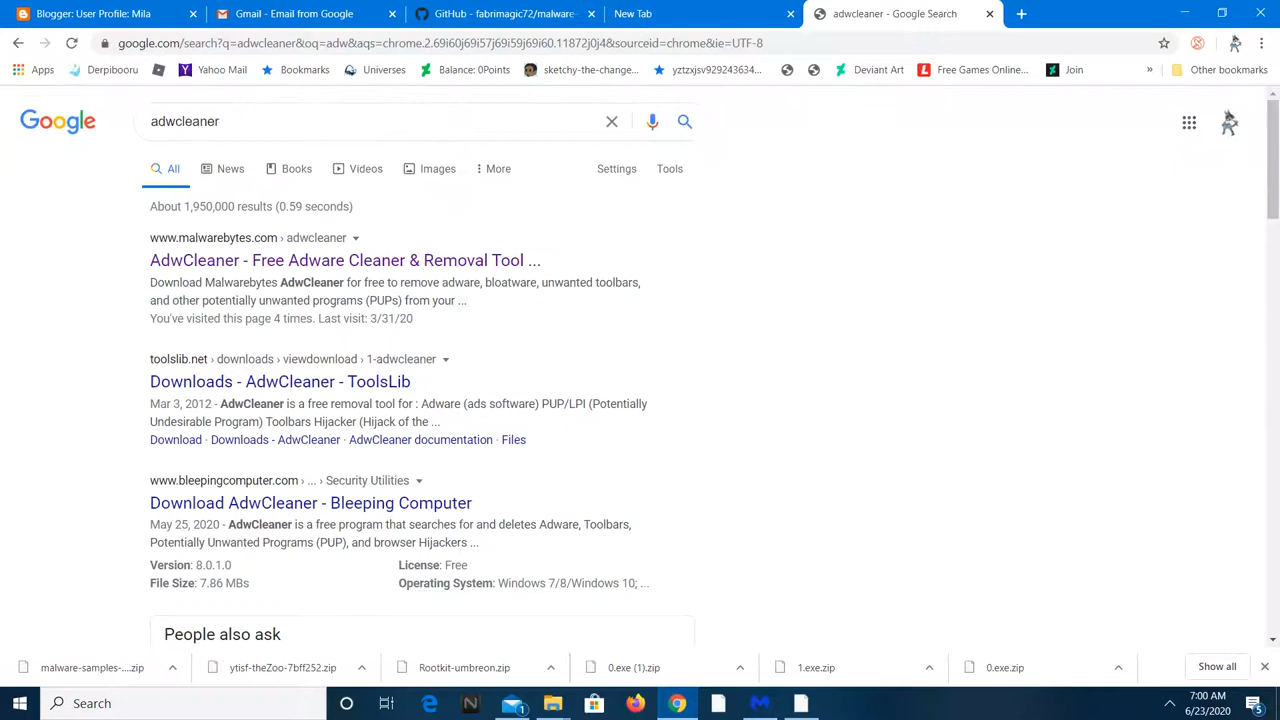 Blogger: User Profile: Mila
Gmail - Email from Google
GitHub - fabrimagic72/malware-
New Tab
adwcleaner - Google Search
google.com/search?q=adwcleaner&oq=adw&aqs=chrome.2.69i60j69i57j69i59j69i60.11872j0j4&sourceid=chrome&ie=UTF-8
Apps
Derpibooru
Yahoo Mail
Bookmarks
Universes
Balance: 0Points
sketchy-the-change...
yztzxjsv929243634...
Deviant Art
Free Games Online...
Join
»
Other bookmarks
Google
adwcleaner
All
News
Books
Videos
Images
More
Settings
Tools
About 1,950,000 results (0.59 seconds)
www.malwarebytes.com › adwcleaner
AdwCleaner - Free Adware Cleaner & Removal Tool ...
Download Malwarebytes AdwCleaner for free to remove adware, bloatware, unwanted toolbars,
and other potentially unwanted programs (PUPs) from your ...
You've visited this page 4 times. Last visit: 3/31/20
toolslib.net › downloads › viewdownload › 1-adwcleaner
Downloads - AdwCleaner - ToolsLib
Mar 3, 2012 - AdwCleaner is a free removal tool for : Adware (ads software) PUP/LPI (Potentially
Undesirable Program) Toolbars Hijacker (Hijack of the ...
Download · Downloads - AdwCleaner · AdwCleaner documentation · Files
www.bleepingcomputer.com › ... › Security Utilities
Download AdwCleaner - Bleeping Computer
May 25, 2020 - AdwCleaner is a free program that searches for and deletes Adware, Toolbars,
Potentially Unwanted Programs (PUP), and browser Hijackers ...
Version: 8.0.1.0
License: Free
File Size: 7.86 MBs
Operating System: Windows 7/8/Windows 10; ...
People also ask
malware-samples-....zip
ytisf-theZoo-7bff252.zip
Rootkit-umbreon.zip
0.exe (1).zip
1.exe.zip
0.exe.zip
Show all
Search
1
7:00 AM
6/23/2020
5